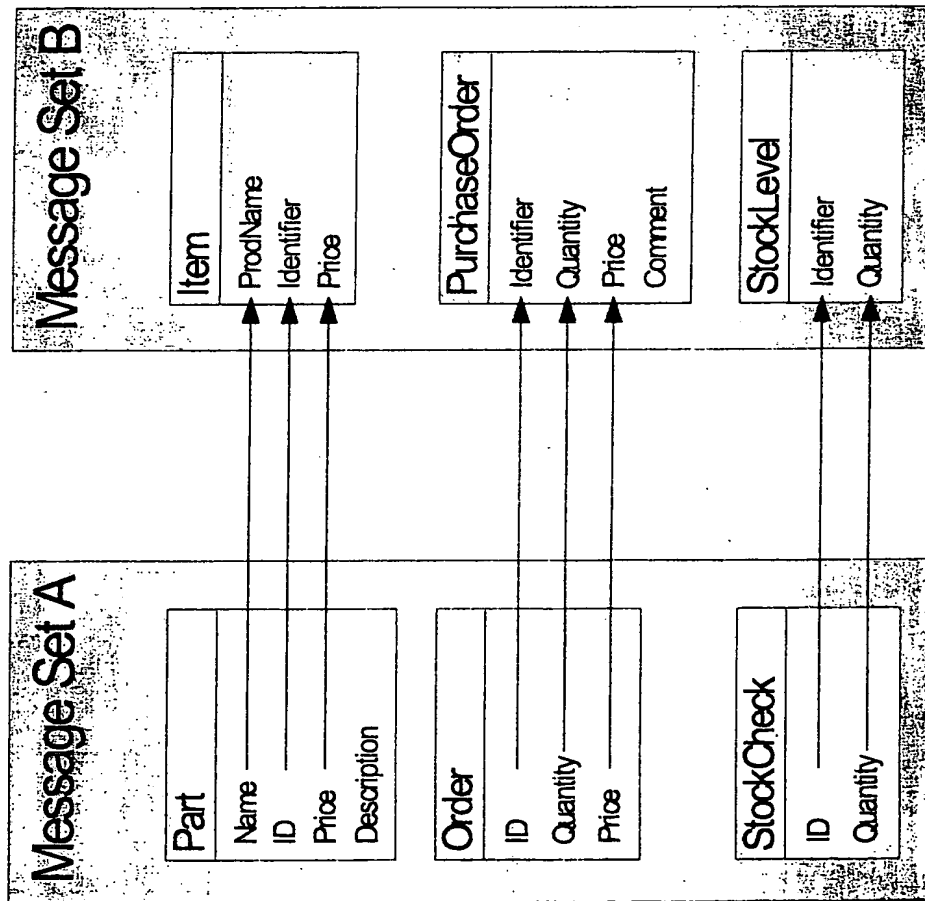 Message Set A
Part
Name
ID
Price
Description
Order
ID
Quantity
Price
StockCheck
ID
Quantity
Message Set B
Item
ProdName
Identifier
Price
PurchaseOrder
Identifier
Quantity
Price
Comment
StockLevel
Identifier
Quantity